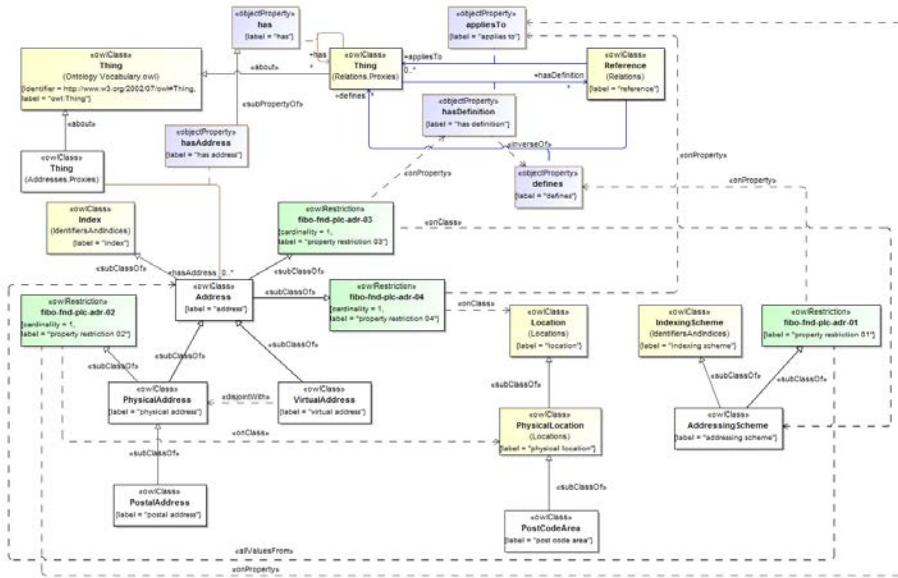 «objectProperty»
has
[label = "has"]
«objectProperty»
appliesTo
[label = "applies to"]
«owlClass»
Thing
(Ontology Vocabulary.owl)
[identifier = http://www.w3.org/2002/07/owl#Thing,
label = "owl:Thing"]
«about»
+has
*
«owlClass»
Thing
(Relations.Proxies)
+appliesTo
0..*
+hasDefinition
*
+defines
*
«owlClass»
Reference
(Relations)
[label = "reference"]
«subPropertyOf»
«about»
«objectProperty»
hasAddress
[label = "has address"]
«objectProperty»
hasDefinition
[label = "has definition"]
«inverseOf»
«onProperty»
«owlClass»
Thing
(Addresses.Proxies)
«objectProperty»
defines
[label = "defines"]
«onProperty»
«onProperty»
«owlClass»
Index
(IdentifiersAndIndices)
[label = "index"]
«owlRestriction»
fibo-fnd-plc-adr-03
[cardinality = 1,
label = "property restriction 03"]
«onClass»
«subClassOf»
+hasAddress
0..*
«subClassOf»
«owlClass»
Address
[label = "address"]
«subClassOf»
«owlRestriction»
fibo-fnd-plc-adr-04
[cardinality = 1,
label = "property restriction 04"]
«onClass»
«owlRestriction»
fibo-fnd-plc-adr-02
[cardinality = 1,
label = "property restriction 02"]
«owlClass»
Location
(Locations)
[label = "location"]
«owlClass»
IndexingScheme
(IdentifiersAndIndices)
[label = "indexing scheme"]
«owlRestriction»
fibo-fnd-plc-adr-01
[label = "property restriction 01"]
«subClassOf»
«subClassOf»
«subClassOf»
«subClassOf»
«subClassOf»
«subClassOf»
«owlClass»
PhysicalAddress
[label = "physical address"]
«disjointWith»
«owlClass»
VirtualAddress
[label = "virtual address"]
«owlClass»
PhysicalLocation
(Locations)
[label = "physical location"]
«owlClass»
AddressingScheme
[label = "addressing scheme"]
«onClass»
«subClassOf»
«subClassOf»
«owlClass»
PostalAddress
[label = "postal address"]
«owlClass»
PostCodeArea
[label = "post code area"]
«allValuesFrom»
«onProperty»